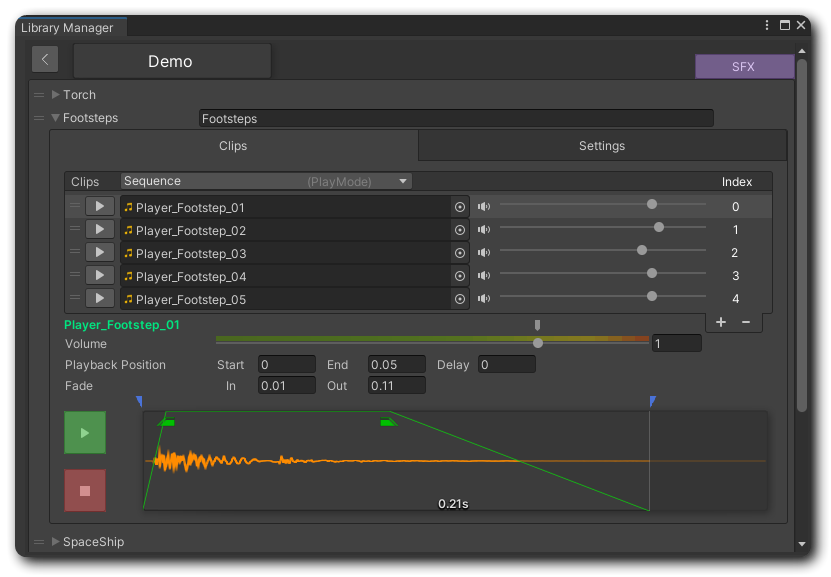 Library Manager
Demo
SFX
Torch
Footsteps Footsteps
Clips Settings
Clips Sequence (PlayMode) Index
Player_Footstep_01 0
Player_Footstep_02 1
Player_Footstep_03 2
Player_Footstep_04 3
Player_Footstep_05 4
+ −
Player_Footstep_01
Volume 1
Playback Position Start 0 End 0.05 Delay 0
Fade In 0.01 Out 0.11
0.21s
SpaceShip